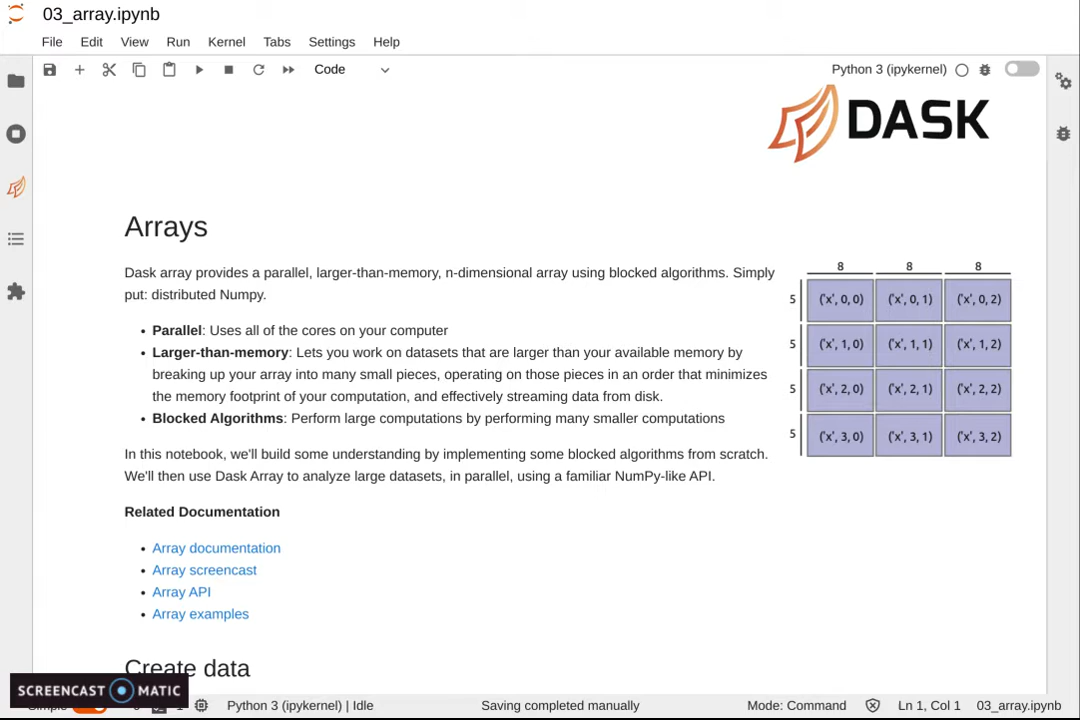 03_array.ipynb
File Edit View Run Kernel Tabs Settings Help
Code Python 3 (ipykernel)
DASK
Arrays
Dask array provides a parallel, larger-than-memory, n-dimensional array using blocked algorithms. Simply
put: distributed Numpy.
• Parallel: Uses all of the cores on your computer
• Larger-than-memory: Lets you work on datasets that are larger than your available memory by
breaking up your array into many small pieces, operating on those pieces in an order that minimizes
the memory footprint of your computation, and effectively streaming data from disk.
• Blocked Algorithms: Perform large computations by performing many smaller computations
In this notebook, we'll build some understanding by implementing some blocked algorithms from scratch.
We'll then use Dask Array to analyze large datasets, in parallel, using a familiar NumPy-like API.
8 8 8
5 ('x', 0, 0) ('x', 0, 1) ('x', 0, 2)
5 ('x', 1, 0) ('x', 1, 1) ('x', 1, 2)
5 ('x', 2, 0) ('x', 2, 1) ('x', 2, 2)
5 ('x', 3, 0) ('x', 3, 1) ('x', 3, 2)
Related Documentation
• Array documentation
• Array screencast
• Array API
• Array examples
Create data
SCREENCAST MATIC
Simple Python 3 (ipykernel) | Idle Saving completed manually Mode: Command Ln 1, Col 1 03_array.ipynb